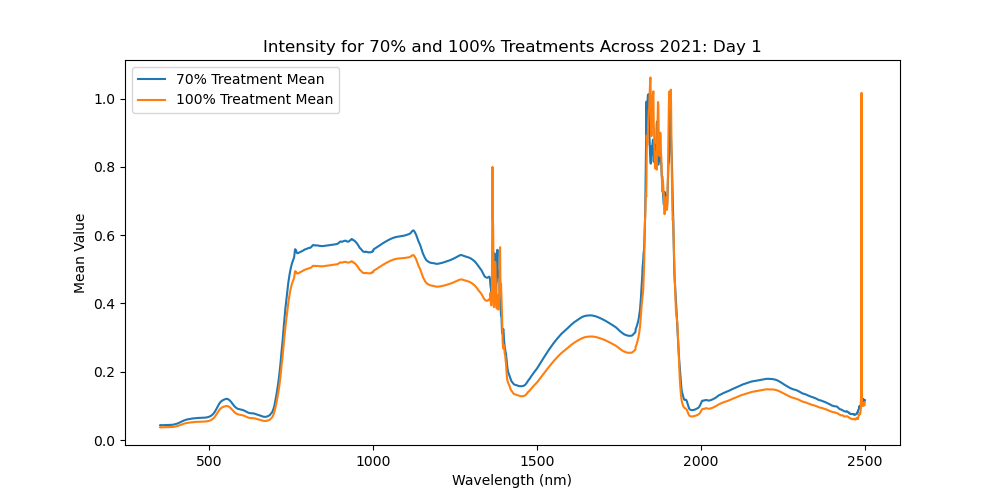 Intensity for 70% and 100% Treatments Across 2021: Day 1
70% Treatment Mean
100% Treatment Mean
Mean Value
1.0
0.8
0.6
0.4
0.2
0.0
500 1000 1500 2000 2500
Wavelength (nm)